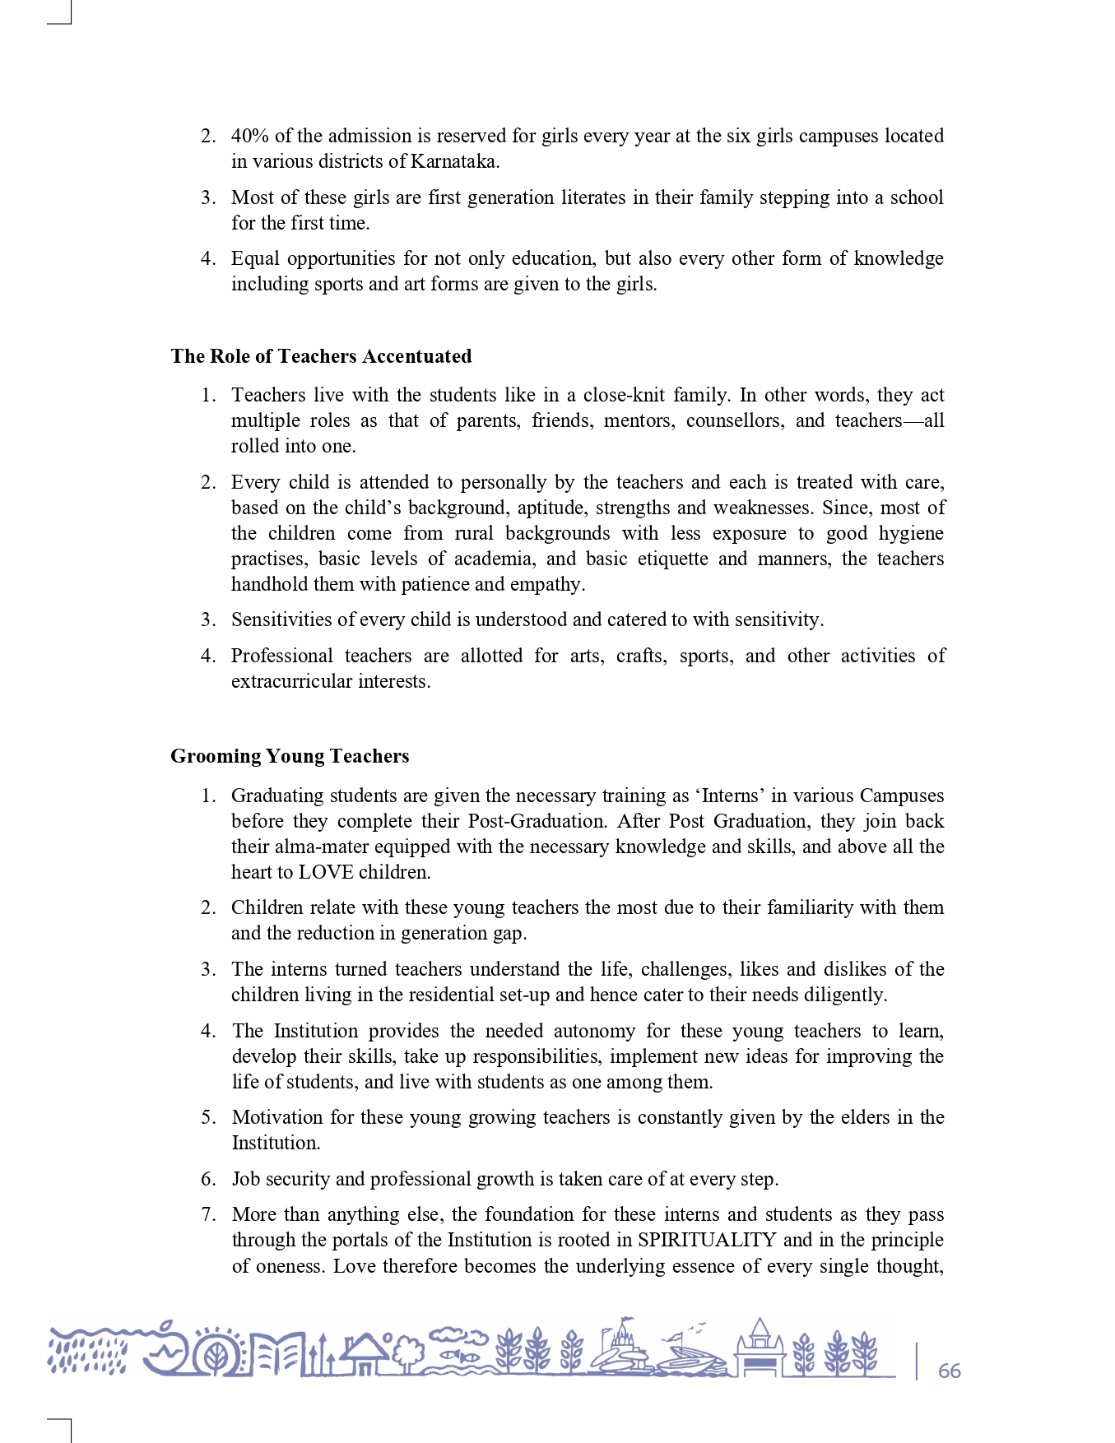 2. 40% of the admission is reserved for girls every year at the six girls campuses located
in various districts of Karnataka.
3. Most of these girls are first generation literates in their family stepping into a school
for the first time.
4. Equal opportunities for not only education, but also every other form of knowledge
including sports and art forms are given to the girls.
The Role of Teachers Accentuated
1. Teachers live with the students like in a close-knit family. In other words, they act
multiple roles as that of parents, friends, mentors, counsellors, and teachers—all
rolled into one.
2. Every child is attended to personally by the teachers and each is treated with care,
based on the child’s background, aptitude, strengths and weaknesses. Since, most of
the children come from rural backgrounds with less exposure to good hygiene
practises, basic levels of academia, and basic etiquette and manners, the teachers
handhold them with patience and empathy.
3. Sensitivities of every child is understood and catered to with sensitivity.
4. Professional teachers are allotted for arts, crafts, sports, and other activities of
extracurricular interests.
Grooming Young Teachers
1. Graduating students are given the necessary training as ‘Interns’ in various Campuses
before they complete their Post-Graduation. After Post Graduation, they join back
their alma-mater equipped with the necessary knowledge and skills, and above all the
heart to LOVE children.
2. Children relate with these young teachers the most due to their familiarity with them
and the reduction in generation gap.
3. The interns turned teachers understand the life, challenges, likes and dislikes of the
children living in the residential set-up and hence cater to their needs diligently.
4. The Institution provides the needed autonomy for these young teachers to learn,
develop their skills, take up responsibilities, implement new ideas for improving the
life of students, and live with students as one among them.
5. Motivation for these young growing teachers is constantly given by the elders in the
Institution.
6. Job security and professional growth is taken care of at every step.
7. More than anything else, the foundation for these interns and students as they pass
through the portals of the Institution is rooted in SPIRITUALITY and in the principle
of oneness. Love therefore becomes the underlying essence of every single thought,
66